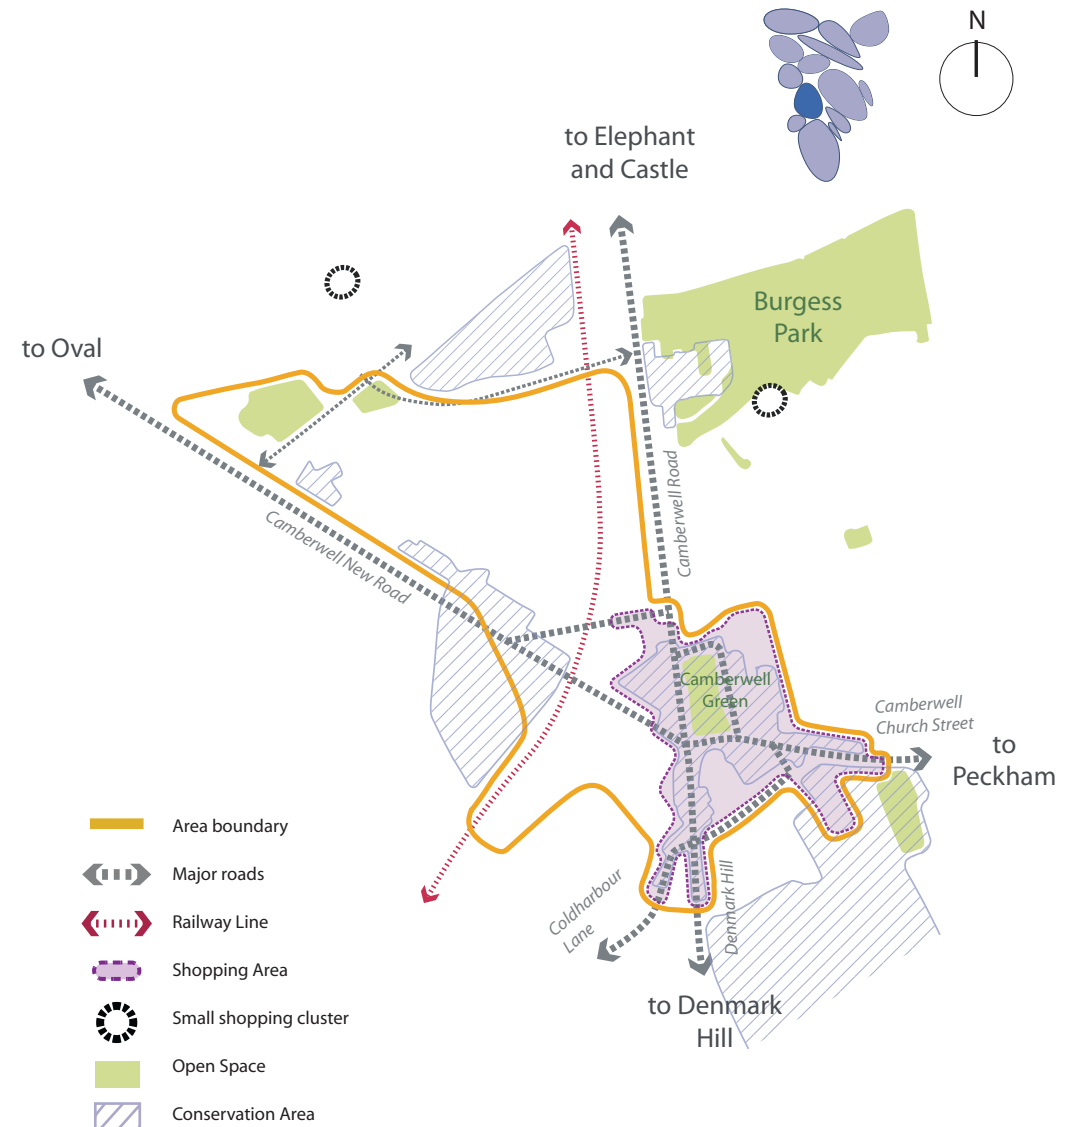 N
to Elephant
and Castle
Burgess
Park
to Oval
Camberwell Road
Camberwell New Road
Camberwell
Green
Camberwell
Church Street
to
Peckham
Coldharbour
Lane
Denmark Hill
to Denmark
Hill
Area boundary
Major roads
Railway Line
Shopping Area
Small shopping cluster
Open Space
Conservation Area